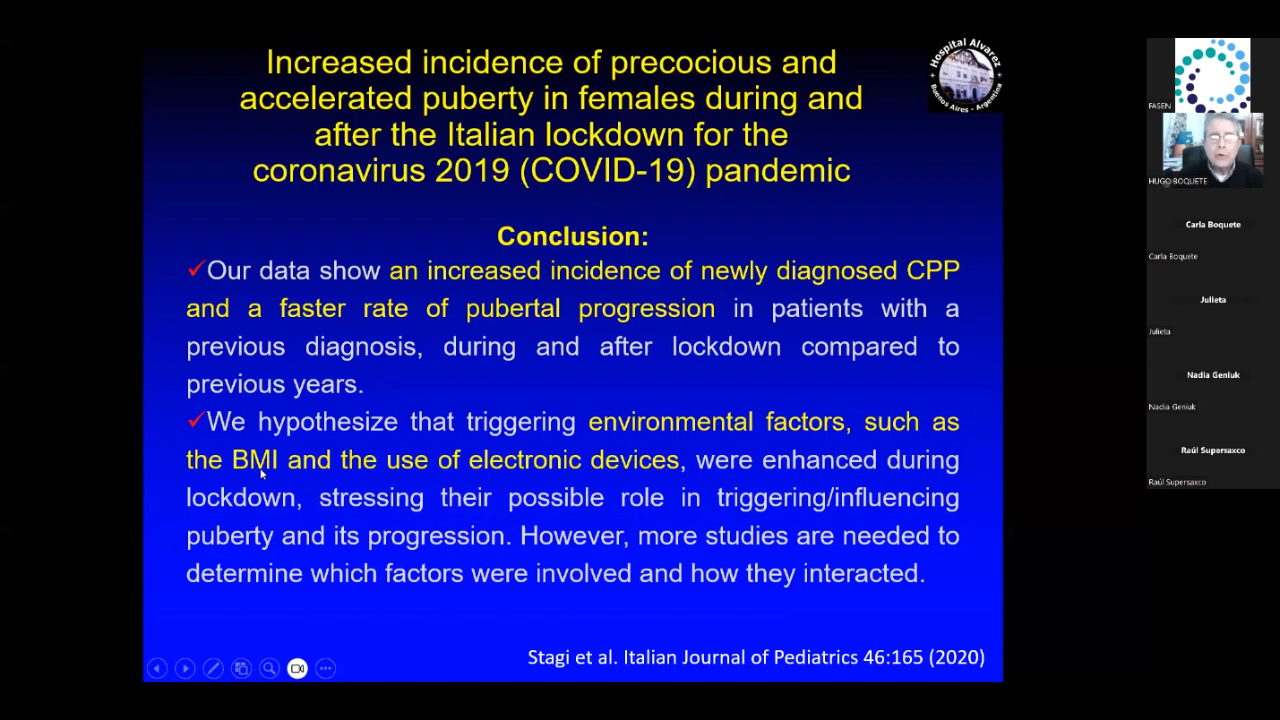 Increased incidence of precocious and
accelerated puberty in females during and
after the Italian lockdown for the
coronavirus 2019 (COVID-19) pandemic
Hospital Alvarez
Buenos Aires - Argentina
Conclusion:
✓Our data show an increased incidence of newly diagnosed CPP
and a faster rate of pubertal progression in patients with a
previous diagnosis, during and after lockdown compared to
previous years.
✓We hypothesize that triggering environmental factors, such as
the BMI and the use of electronic devices, were enhanced during
lockdown, stressing their possible role in triggering/influencing
puberty and its progression. However, more studies are needed to
determine which factors were involved and how they interacted.
Stagi et al. Italian Journal of Pediatrics 46:165 (2020)
FASEN
HUGO BOQUETE
Carla Boquete
Carla Boquete
Julieta
Julieta
Nadia Geniuk
Nadia Geniuk
Raúl Supersaxco
Raúl Supersaxco